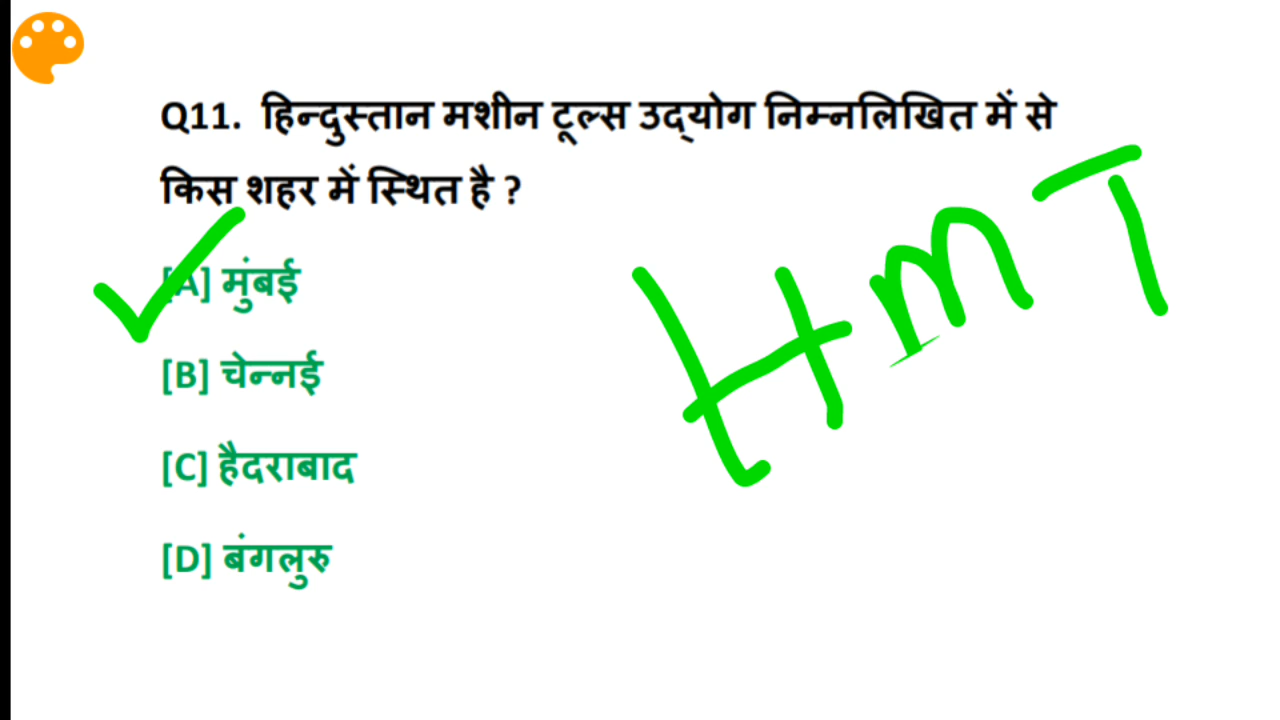 Q11. हिन्दुस्तान मशीन टूल्स उद्योग निम्नलिखित में से
किस शहर में स्थित है ?
[A] मुंबई
[B] चेन्नई
[C] हैदराबाद
[D] बंगलुरु
HMT